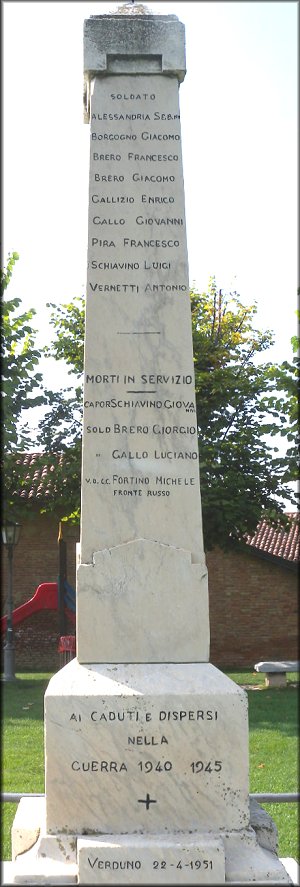 SOLDATO
ALESSANDRIA SEB.NO
BORGOGNO GIACOMO
BRERO FRANCESCO
BRERO GIACOMO
GALLIZIO ENRICO
GALLO GIOVANNI
PIRA FRANCESCO
SCHIAVINO LUIGI
VERNETTI ANTONIO
MORTI IN SERVIZIO
CAPOR SCHIAVINO GIOVANNI
SOLD BRERO GIORGIO
" GALLO LUCIANO
V.B. CC. FORTINO MICHELE
FRONTE RUSSO
AI CADUTI E DISPERSI
NELLA
GUERRA 1940 1945
VERDUNO 22-4-1951